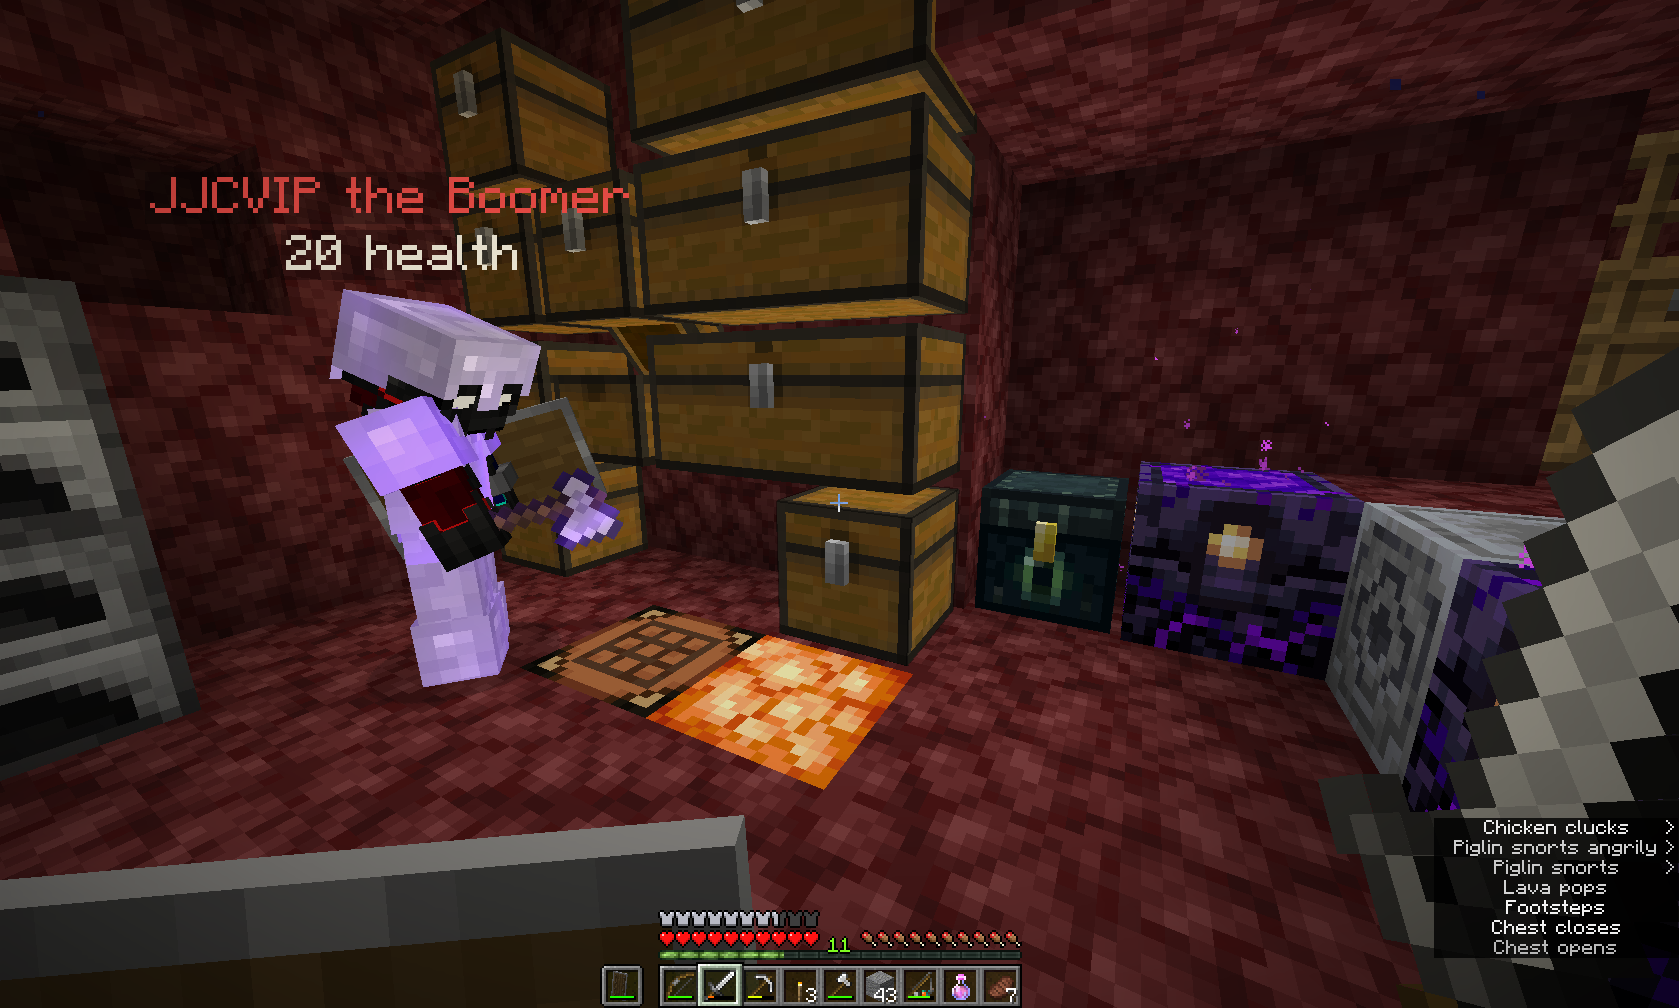 JJCVIP the Boomer
20 health
Chicken clucks >
Piglin snorts angrily >
Piglin snorts >
Lava pops
Footsteps
Chest closes
Chest opens
11
3
43
7